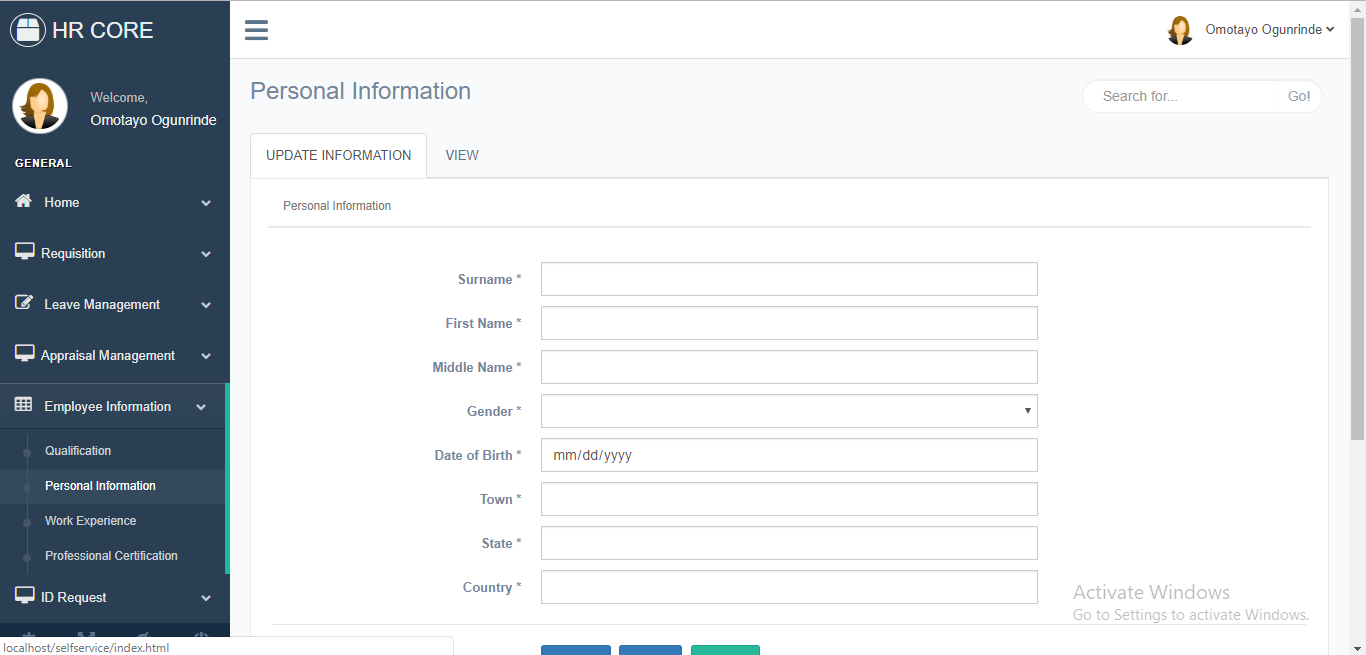 HR CORE
Omotayo Ogunrinde
Welcome,
Omotayo Ogunrinde
GENERAL
Home
Requisition
Leave Management
Appraisal Management
Employee Information
Qualification
Personal Information
Work Experience
Professional Certification
ID Request
Personal Information
Search for...
Go!
UPDATE INFORMATION
VIEW
Personal Information
Surname *
First Name *
Middle Name *
Gender *
Date of Birth *
mm/dd/yyyy
Town *
State *
Country *
Activate Windows
Go to Settings to activate Windows.
localhost/selfservice/index.html